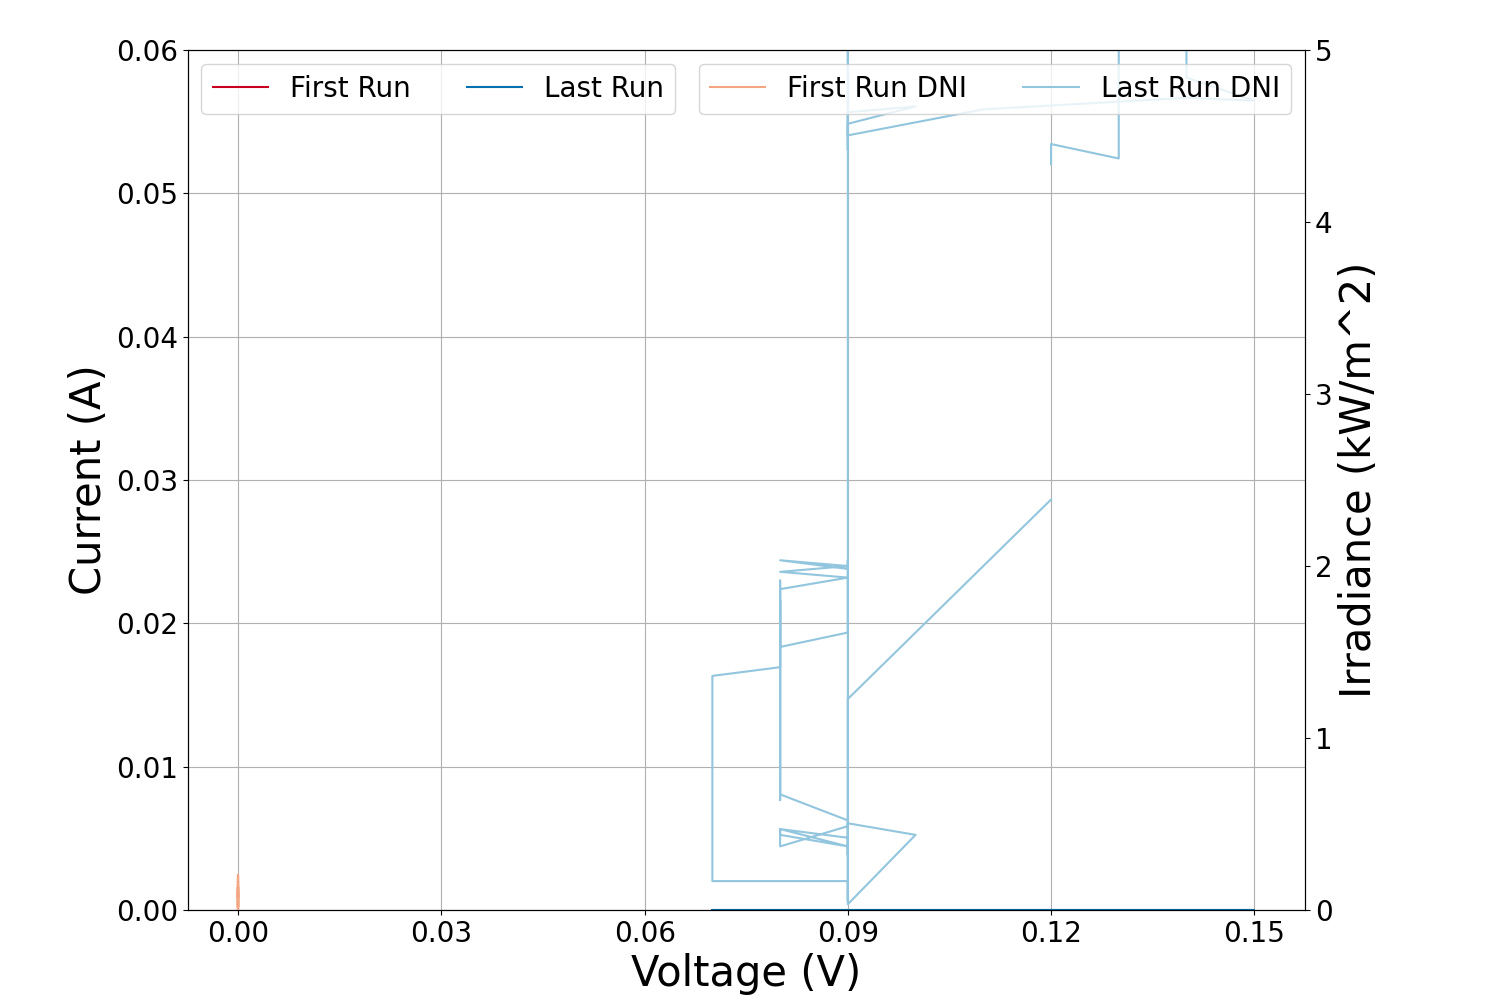 First Run
Last Run
First Run DNI
Last Run DNI
Current (A)
0.06
0.05
0.04
0.03
0.02
0.01
0.00
0.00
0.03
0.06
0.09
0.12
0.15
Voltage (V)
5
4
3
2
1
0
Irradiance (kW/m^2)